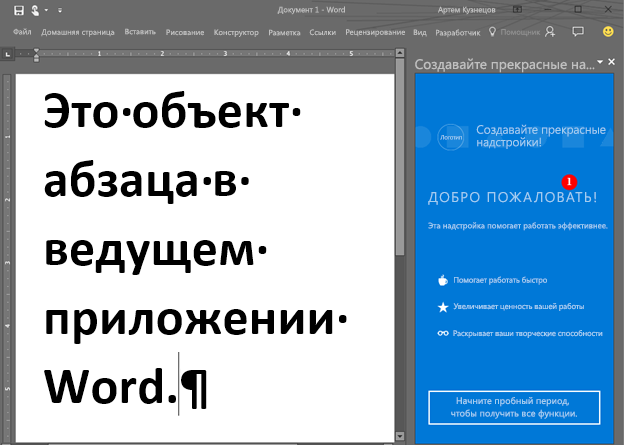 Документ 1 - Word
Артем Кузнецов
Файл Домашняя страница Вставить Рисование Конструктор Разметка Ссылки Рецензирование Вид Разработчик Помощник
Создавайте прекрасные на...
Это·объект·
абзаца·в·
ведущем·
приложении·
Word.¶
Логотип
Создавайте прекрасные
надстройки!
1
ДОБРО ПОЖАЛОВАТЬ!
Эта надстройка помогает работать эффективнее.
Помогает работать быстро
Увеличивает ценность вашей работы
Раскрывает ваши творческие способности
Начните пробный период,
чтобы получить все функции.